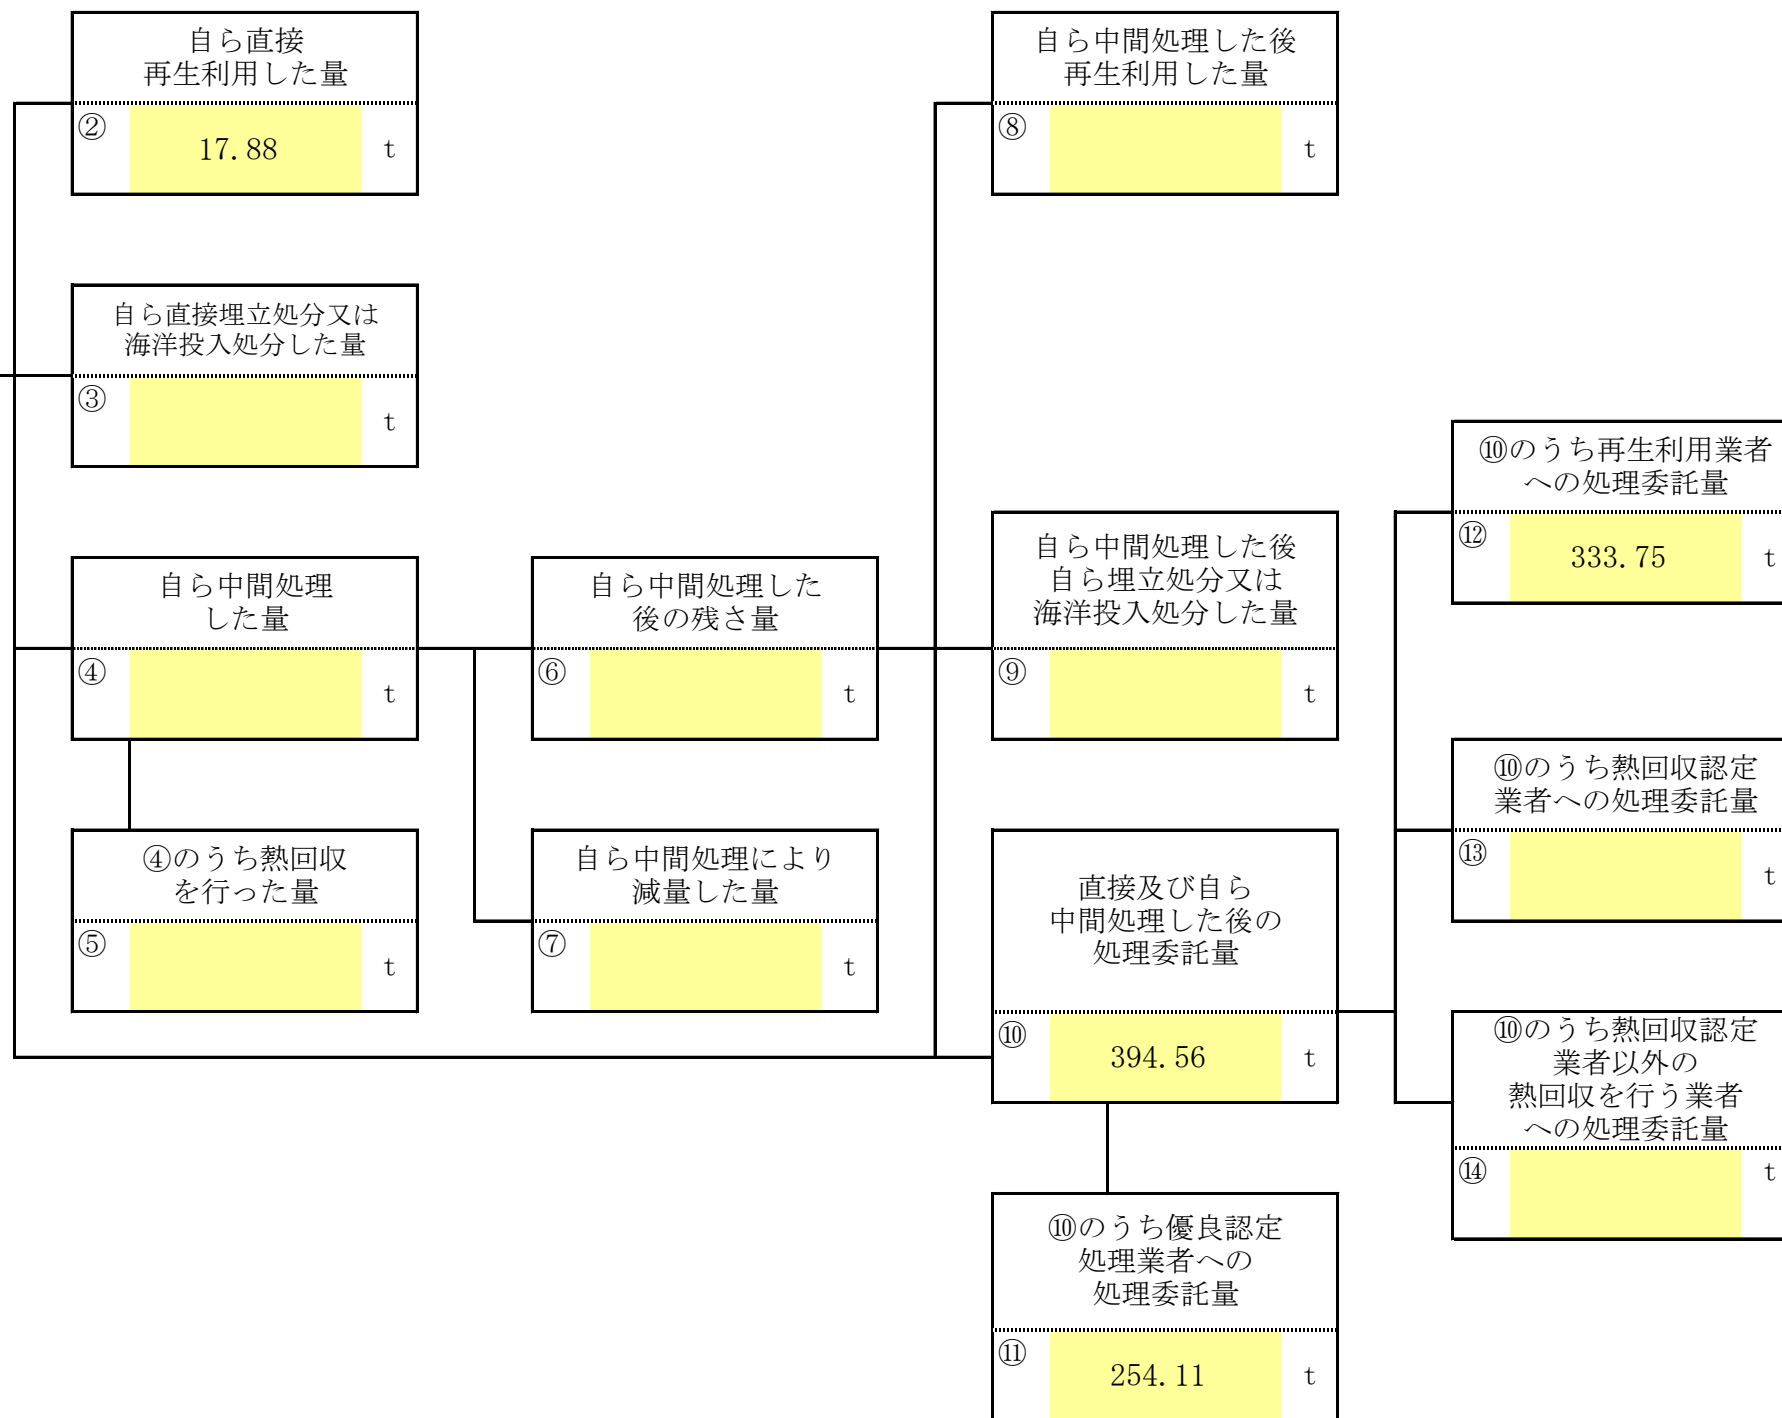 自ら直接
再生利用した量
② 17.88 t
自ら直接埋立処分又は
海洋投入処分した量
③ t
自ら中間処理
した量
④ t
④のうち熱回収
を行った量
⑤ t
自ら中間処理した
後の残さ量
⑥ t
自ら中間処理により
減量した量
⑦ t
自ら中間処理した後
再生利用した量
⑧ t
自ら中間処理した後
自ら埋立処分又は
海洋投入処分した量
⑨ t
直接及び自ら
中間処理した後の
処理委託量
⑩ 394.56 t
⑩のうち優良認定
処理業者への
処理委託量
⑪ 254.11 t
⑩のうち再生利用業者
への処理委託量
⑫ 333.75 t
⑩のうち熱回収認定
業者への処理委託量
⑬ t
⑩のうち熱回収認定
業者以外の
熱回収を行う業者
への処理委託量
⑭ t